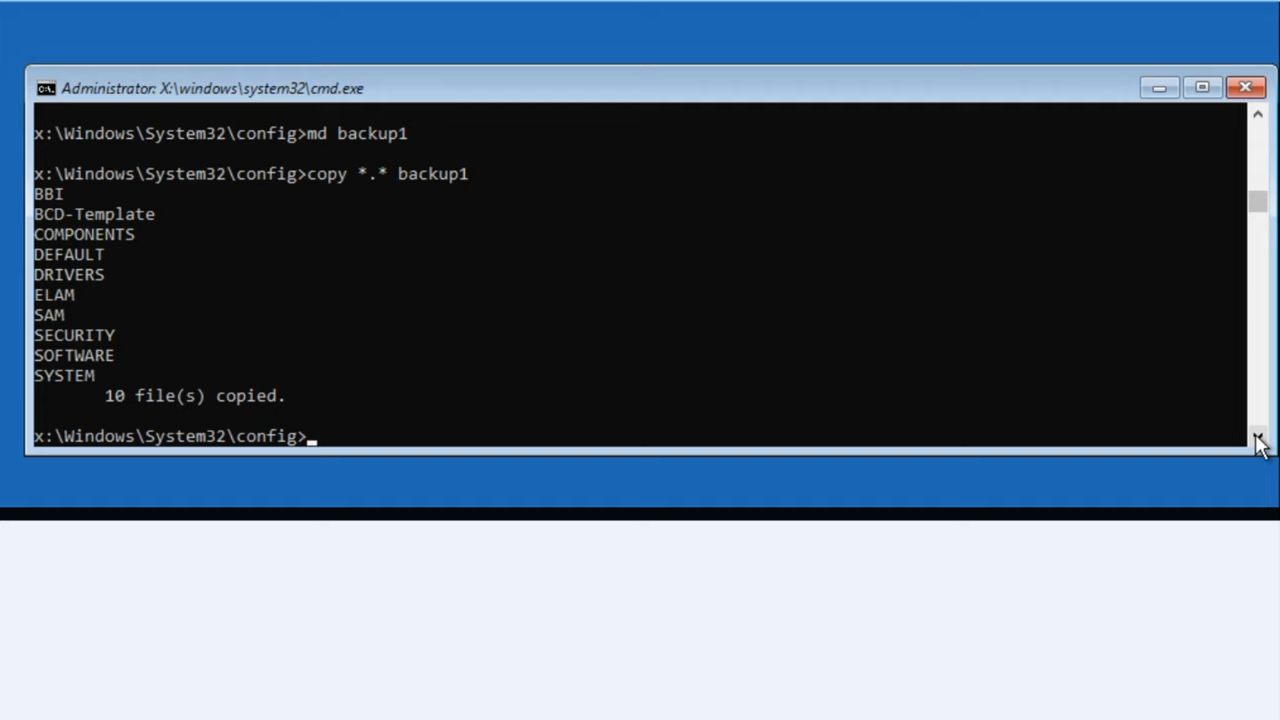 Administrator: X:\windows\system32\cmd.exe
x:\Windows\System32\config>md backup1
x:\Windows\System32\config>copy *.* backup1
BBI
BCD-Template
COMPONENTS
DEFAULT
DRIVERS
ELAM
SAM
SECURITY
SOFTWARE
SYSTEM
10 file(s) copied.
x:\Windows\System32\config>